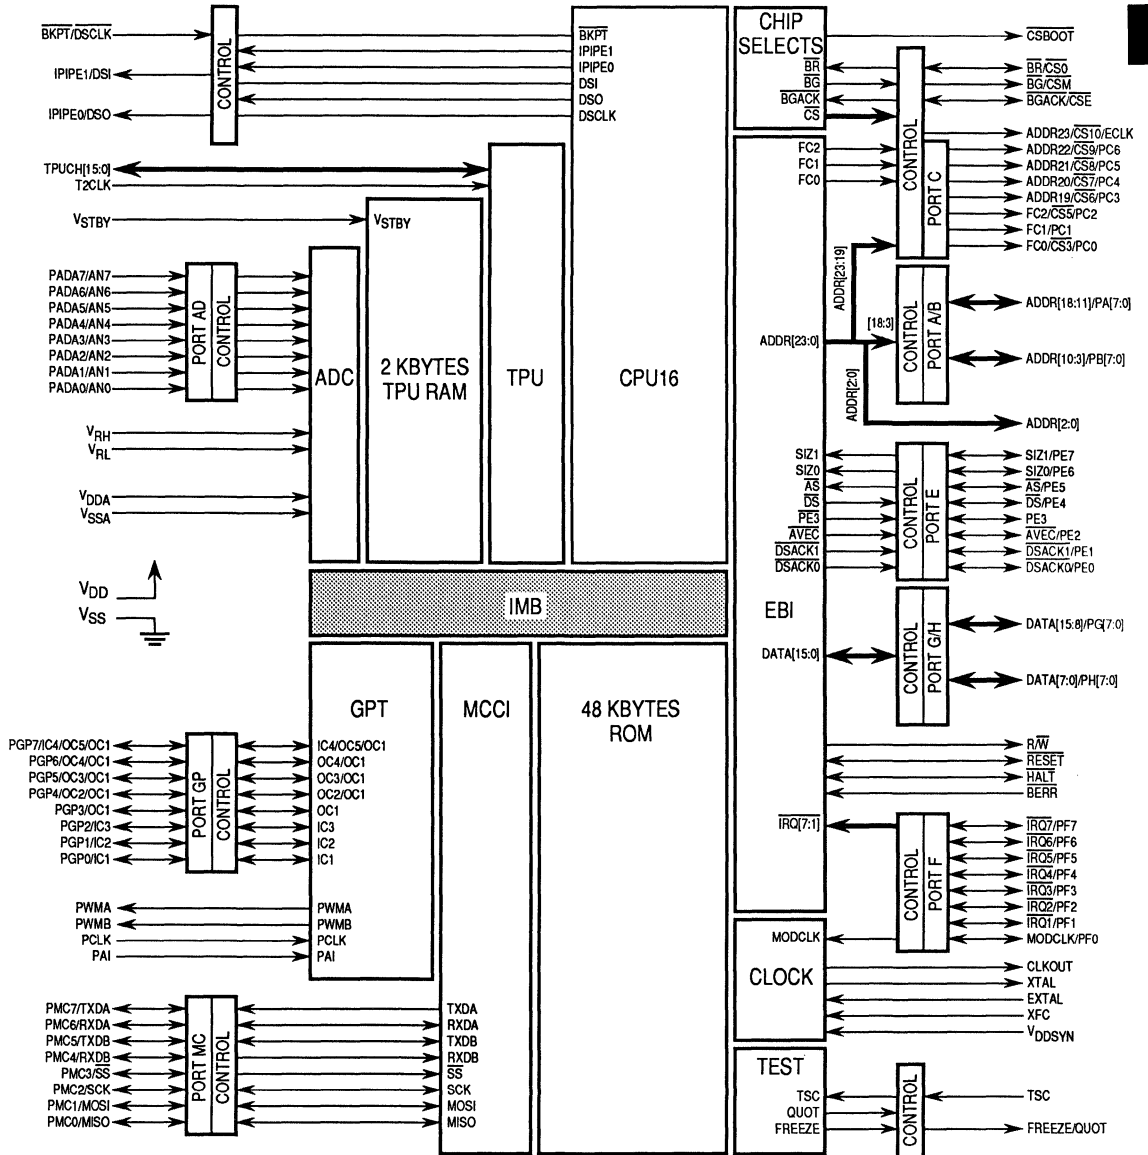 BKPT/DSCLK
IPIPE1/DSI
IPIPE0/DSO
CONTROL
BKPT
IPIPE1
IPIPE0
DSI
DSO
DSCLK
TPUCH[15:0]
T2CLK
VSTBY
VSTBY
PADA7/AN7
PADA6/AN6
PADA5/AN5
PADA4/AN4
PADA3/AN3
PADA2/AN2
PADA1/AN1
PADA0/AN0
PORT AD
CONTROL
VRH
VRL
VDDA
VSSA
VDD
VSS
ADC
2 KBYTES
TPU RAM
TPU
CPU16
IMB
GPT
MCCI
48 KBYTES
ROM
PGP7/IC4/OC5/OC1
PGP6/OC4/OC1
PGP5/OC3/OC1
PGP4/OC2/OC1
PGP3/OC1
PGP2/IC3
PGP1/IC2
PGP0/IC1
PORT GP
CONTROL
IC4/OC5/OC1
OC4/OC1
OC3/OC1
OC2/OC1
OC1
IC3
IC2
IC1
PWMA
PWMB
PCLK
PAI
PWMA
PWMB
PCLK
PAI
PMC7/TXDA
PMC6/RXDA
PMC5/TXDB
PMC4/RXDB
PMC3/SS
PMC2/SCK
PMC1/MOSI
PMC0/MISO
PORT MC
CONTROL
TXDA
RXDA
TXDB
RXDB
SS
SCK
MOSI
MISO
CHIP
SELECTS
BR
BG
BGACK
CS
FC2
FC1
FC0
CONTROL
PORT C
CSBOOT
BR/CS0
BG/CSM
BGACK/CSE
ADDR23/CS10/ECLK
ADDR22/CS9/PC6
ADDR21/CS8/PC5
ADDR20/CS7/PC4
ADDR19/CS6/PC3
FC2/CS5/PC2
FC1/PC1
FC0/CS3/PC0
ADDR[23:0]
ADDR[23:19]
[18:3]
ADDR[2:0]
CONTROL
PORT A/B
ADDR[18:11]/PA[7:0]
ADDR[10:3]/PB[7:0]
ADDR[2:0]
SIZ1
SIZ0
AS
DS
PE3
AVEC
DSACK1
DSACK0
CONTROL
PORT E
SIZ1/PE7
SIZ0/PE6
AS/PE5
DS/PE4
PE3
AVEC/PE2
DSACK1/PE1
DSACK0/PE0
EBI
DATA[15:0]
CONTROL
PORT G/H
DATA[15:8]/PG[7:0]
DATA[7:0]/PH[7:0]
R/W
RESET
HALT
BERR
IRQ[7:1]
CONTROL
PORT F
IRQ7/PF7
IRQ6/PF6
IRQ5/PF5
IRQ4/PF4
IRQ3/PF3
IRQ2/PF2
IRQ1/PF1
MODCLK/PF0
MODCLK
CLOCK
CLKOUT
XTAL
EXTAL
XFC
VDDSYN
TEST
TSC
QUOT
FREEZE
CONTROL
TSC
FREEZE/QUOT